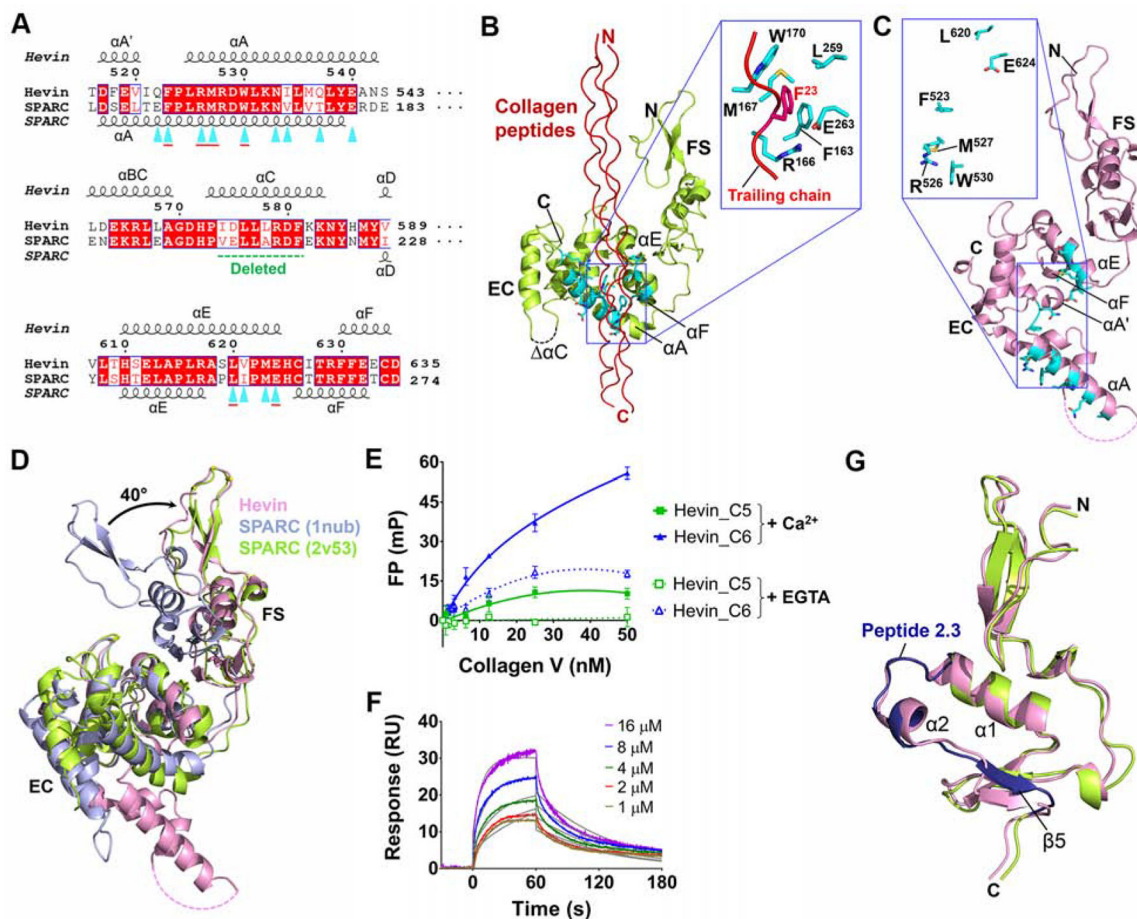 A
Hevin αA' αA
520 530 540
Hevin TDFEVIQFPLRMRDWLKNILMQLYEANS 543
SPARC LDSELTEFPLRMRDWLKNVLVTLYERDE 183
SPARC αA
Hevin αBC αC αD
570 580
LDEKRLLAGDHPIDLLLRDFKKNYHMYV 589 ···
ENEKRLEAGDHPVELLARDFEKNYNMYI 228 ···
SPARC Deleted αD
Hevin αE αF
610 620 630
Hevin VLTHSELAPLRASLVPMEHCITRFFEECD 635
SPARC YLSHTELAPLRAPLIPMEHCTTRFFETCD 274
SPARC αE αF
B
N
Collagen
peptides
N
FS
C
αE
EC
αF
αA
ΔαC
C
W170
L259
F23
M167
E263
F163
R166
Trailing chain
C
L620
E624
F523
M527
R526
W530
N
FS
C
αE
αF
αA'
EC
αA
D
40°
Hevin
SPARC (1nub)
SPARC (2v53)
FS
EC
E
FP (mP)
60
45
30
15
0
0 10 20 30 40 50
Collagen V (nM)
Hevin_C5
Hevin_C6
+ Ca2+
Hevin_C5
Hevin_C6
+ EGTA
F
Response (RU)
40
30
20
10
0
0 60 120 180
Time (s)
16 μM
8 μM
4 μM
2 μM
1 μM
G
N
Peptide 2.3
α2
α1
β5
C